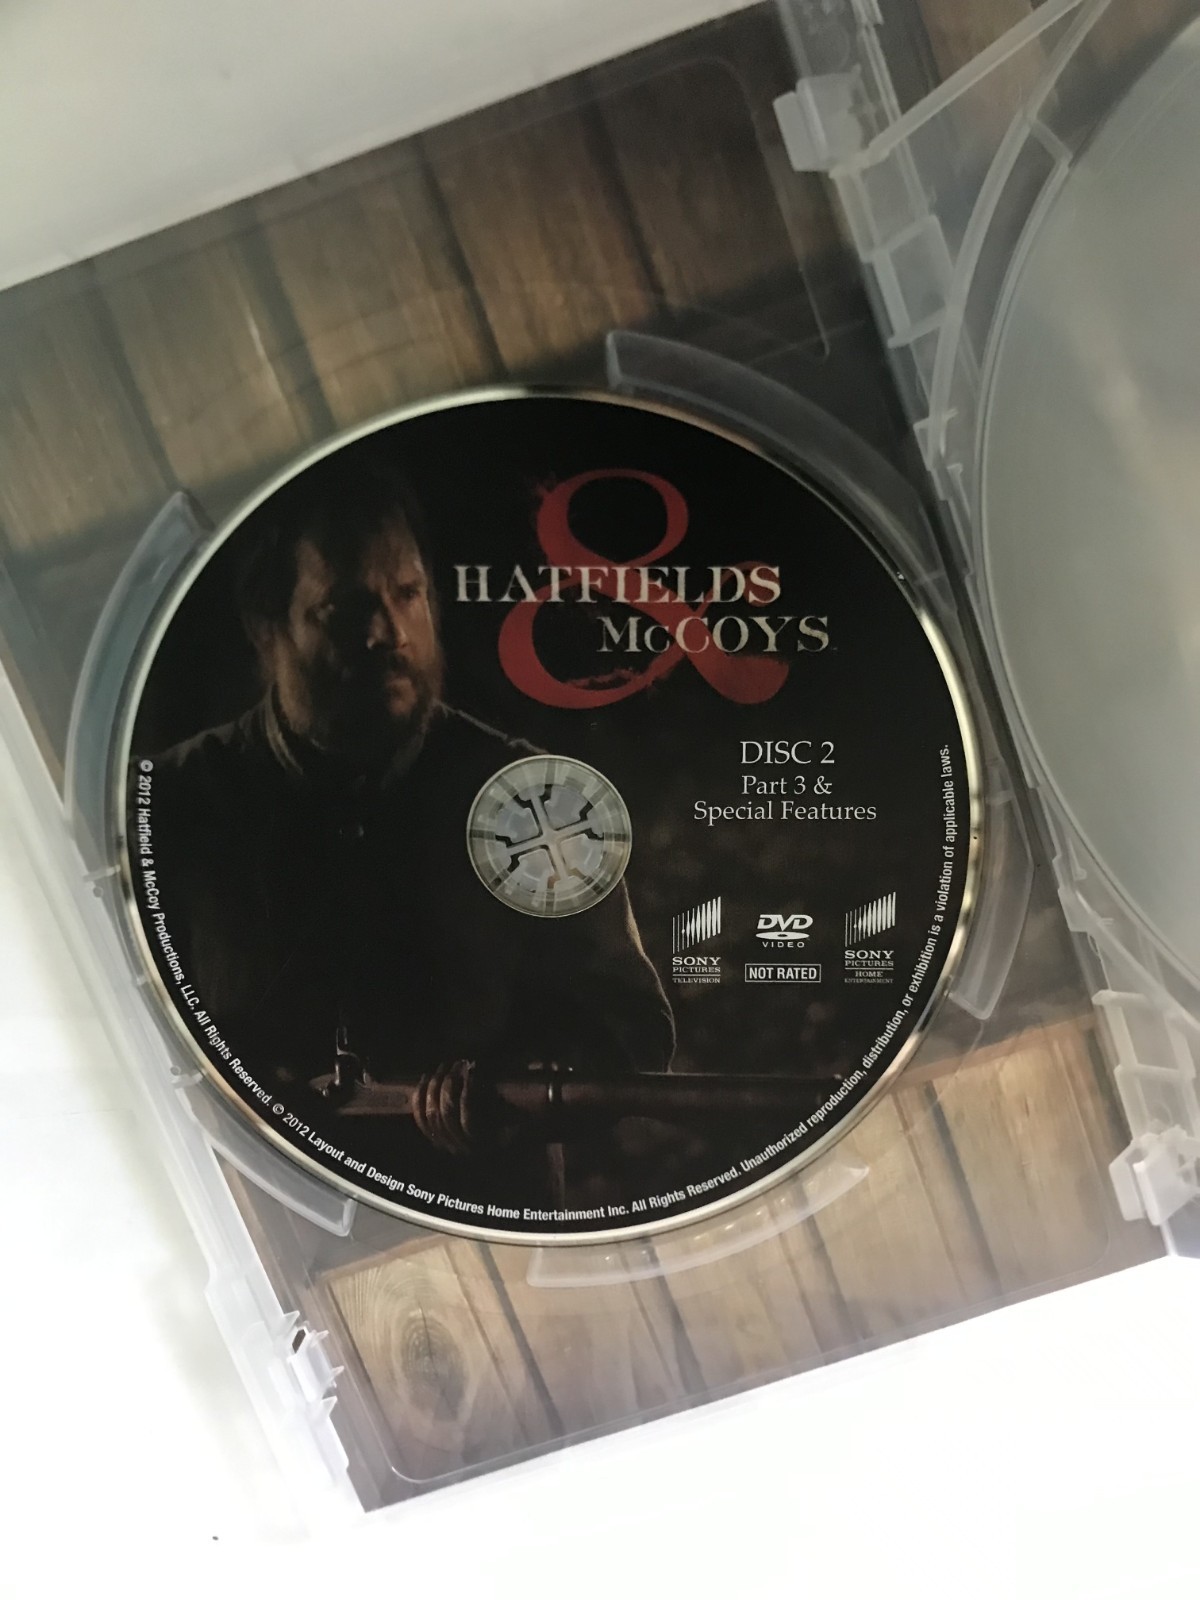 &
HATFIELDS
McCOYS
DISC 2
Part 3 &
Special Features
SONY
PICTURES
TELEVISION
DVD
VIDEO
NOT RATED
SONY
PICTURES
HOME
ENTERTAINMENT
© 2012 Hatfield & McCoy Productions, LLC. All Rights Reserved. © 2012 Layout and Design Sony Pictures Home Entertainment Inc. All Rights Reserved. Unauthorized reproduction, distribution, or exhibition is a violation of applicable laws.